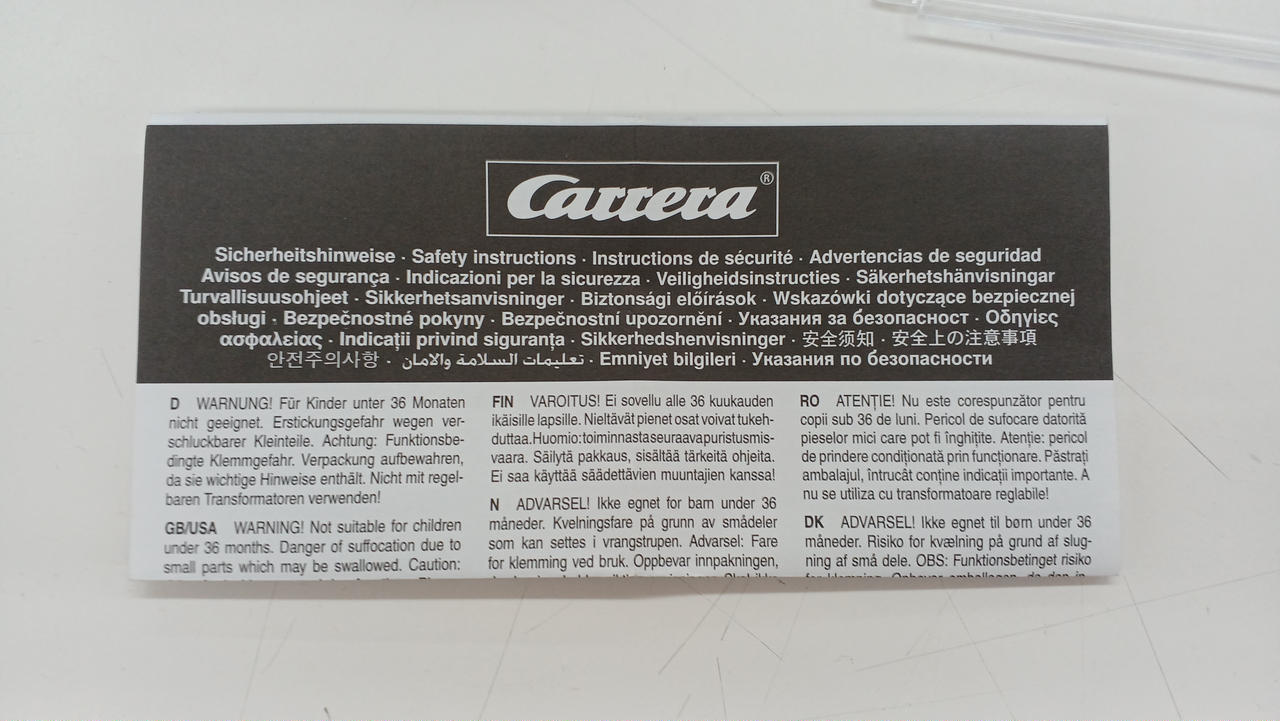 Carrera®
Sicherheitshinweise · Safety instructions · Instructions de sécurité · Advertencias de seguridad
Avisos de segurança · Indicazioni per la sicurezza · Veiligheidsinstructies · Säkerhetshänvisningar
Turvallisuusohjeet · Sikkerhetsanvisninger · Biztonsági előírások · Wskazówki dotyczące bezpiecznej
obsługi · Bezpečnostné pokyny · Bezpečnostní upozornění · Указания за безопасност · Οδηγίες
ασφαλείας · Indicații privind siguranța · Sikkerhedshenvisninger · 安全须知 · 安全上の注意事項
안전주의사항 · تعليمات السلامة والامان · Emniyet bilgileri · Указания по безопасности
D WARNUNG! Für Kinder unter 36 Monaten
nicht geeignet. Erstickungsgefahr wegen ver-
schluckbarer Kleinteile. Achtung: Funktionsbe-
dingte Klemmgefahr. Verpackung aufbewahren,
da sie wichtige Hinweise enthält. Nicht mit regel-
baren Transformatoren verwenden!
GB/USA WARNING! Not suitable for children
under 36 months. Danger of suffocation due to
small parts which may be swallowed. Caution:
FIN VAROITUS! Ei sovellu alle 36 kuukauden
ikäisille lapsille. Nieltävät pienet osat voivat tukeh-
duttaa. Huomio: toiminnasta seuraava puristumis-
vaara. Säilytä pakkaus, sisältää tärkeitä ohjeita.
Ei saa käyttää säädettävien muuntajien kanssa!
N ADVARSEL! Ikke egnet for barn under 36
måneder. Kvelningsfare på grunn av smådeler
som kan settes i vrangstrupen. Advarsel: Fare
for klemming ved bruk. Oppbevar innpakningen,
RO ATENȚIE! Nu este corespunzător pentru
copii sub 36 de luni. Pericol de sufocare datorită
pieselor mici care pot fi înghițite. Atenție: pericol
de prindere condiționată prin funcționare. Păstrați
ambalajul, întrucât conține indicații importante. A
nu se utiliza cu transformatoare reglabile!
DK ADVARSEL! Ikke egnet til børn under 36
måneder. Risiko for kvælning på grund af slug-
ning af små dele. OBS: Funktionsbetinget risiko